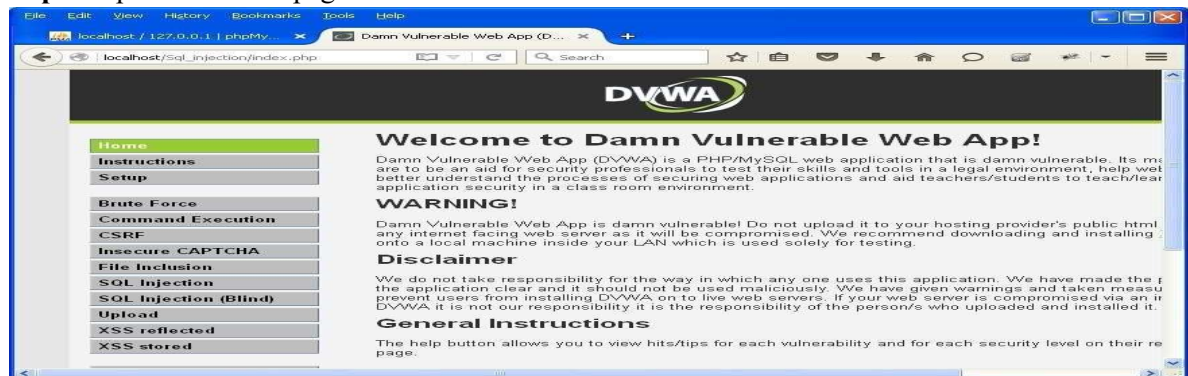 File Edit View History Bookmarks Tools Help
localhost / 127.0.0.1 | phpMy... × Damn Vulnerable Web App (D... × +
localhost/Sql_injection/index.php Search
DVWA
Home
Instructions
Setup
Brute Force
Command Execution
CSRF
Insecure CAPTCHA
File Inclusion
SQL Injection
SQL Injection (Blind)
Upload
XSS reflected
XSS stored
Welcome to Damn Vulnerable Web App!
Damn Vulnerable Web App (DVWA) is a PHP/MySQL web application that is damn vulnerable. Its
are to be an aid for security professionals to test their skills and tools in a legal environment, help
better understand the processes of securing web applications and aid teachers/students to
application security in a class room environment.
WARNING!
Damn Vulnerable Web App is damn vulnerable! Do not upload it to your hosting provider's public html
any internet facing web server as it will be compromised. We recommend downloading and installing
onto a local machine inside your LAN which is used solely for testing.
Disclaimer
We do not take responsibility for the way in which any one uses this application. We have made the
the application clear and it should not be used maliciously. We have given warnings and taken
prevent users from installing DVWA on to live web servers. If your web server is compromised via an
DVWA it is not our responsibility it is the responsibility of the person/s who uploaded and installed it.
General Instructions
The help button allows you to view hits/tips for each vulnerability and for each security level on their
page.